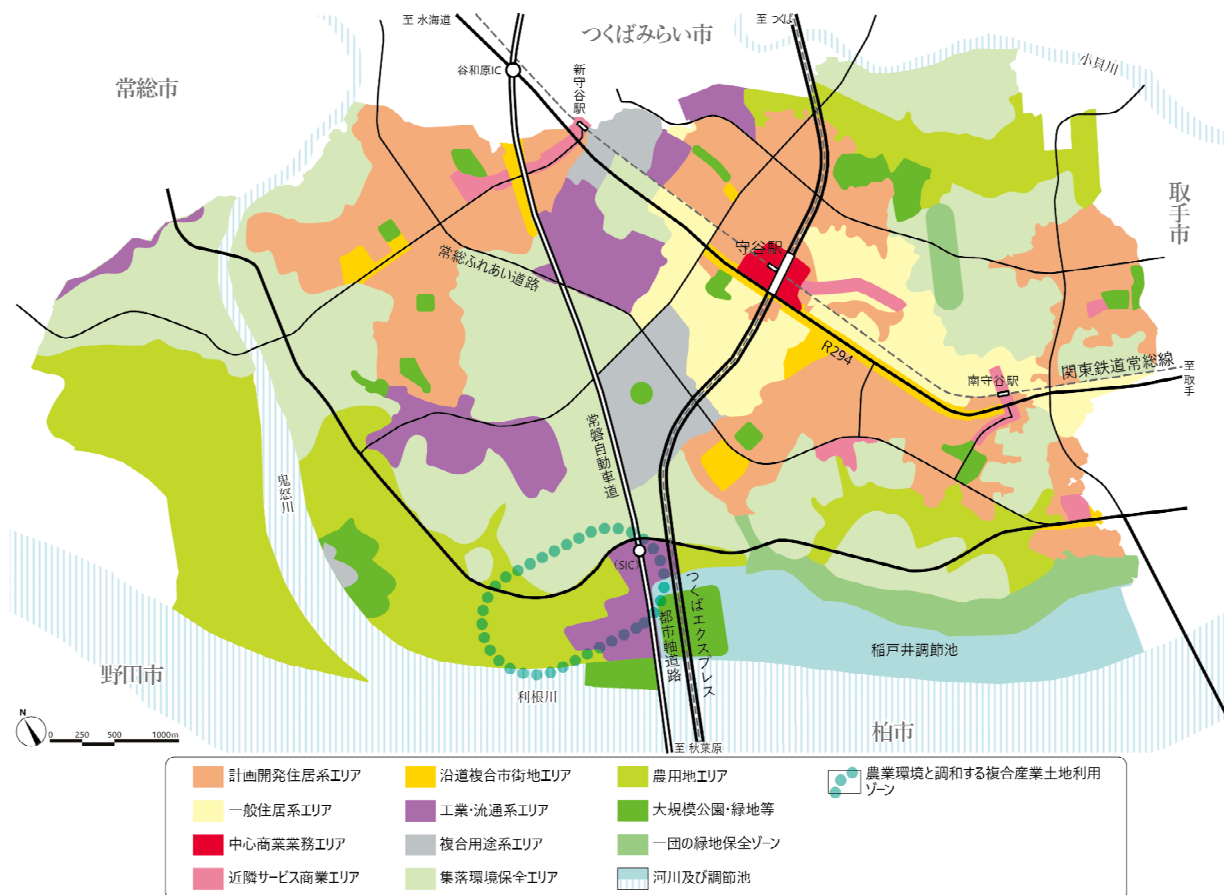 至 水海道
つくばみらい市
至 つくば
小貝川
谷和原IC
新守谷駅
常総市
取手市
守谷駅
常総ふれあい道路
R294
関東鉄道常総線
至 取手
南守谷駅
常磐自動車道
鬼怒川
(SIC)
つくばエクスプレス
都市軸道路
稲戸井調節池
野田市
利根川
柏市
至 秋葉原
N
0 250 500 1000m
計画開発住居系エリア
一般住居系エリア
中心商業業務エリア
近隣サービス商業エリア
沿道複合市街地エリア
工業・流通系エリア
複合用途系エリア
集落環境保全エリア
農用地エリア
大規模公園・緑地等
一団の緑地保全ゾーン
河川及び調節池
農業環境と調和する複合産業土地利用
ゾーン